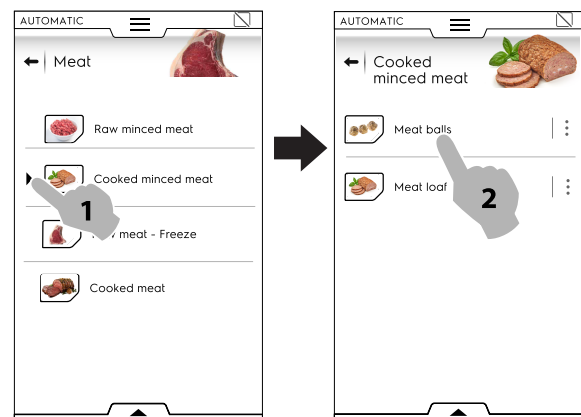 AUTOMATIC
Meat
Raw minced meat
Cooked minced meat
1
meat - Freeze
Cooked meat
AUTOMATIC
Cooked
minced meat
Meat balls
Meat loaf
2